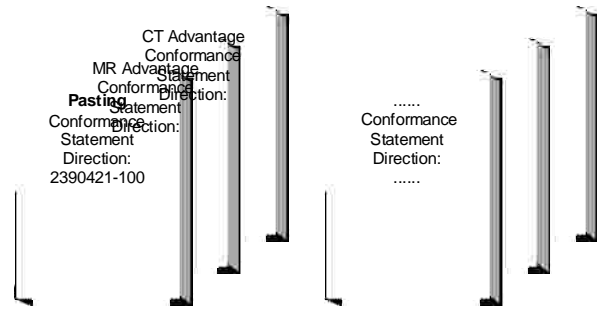 CT Advantage
Conformance
Statement
Direction:
MR Advantage
Conformance
Statement
Direction:
Pasting
Conformance
Statement
Direction:
2390421-100
......
Conformance
Statement
Direction:
......